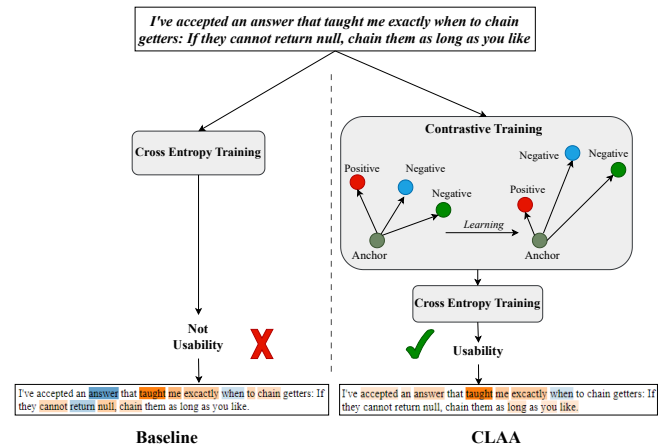 I've accepted an answer that taught me exactly when to chain
getters: If they cannot return null, chain them as long as you like
Cross Entropy Training
Contrastive Training
Positive
Negative
Negative
Anchor
Learning
Negative
Negative
Positive
Anchor
Cross Entropy Training
Not
Usability
X
Usability
I've accepted an answer that taught me excactly when to chain getters: If
they cannot return null, chain them as long as you like.
I've accepted an answer that taught me excactly when to chain getters: If
they cannot return null, chain them as long as you like.
Baseline
CLAA